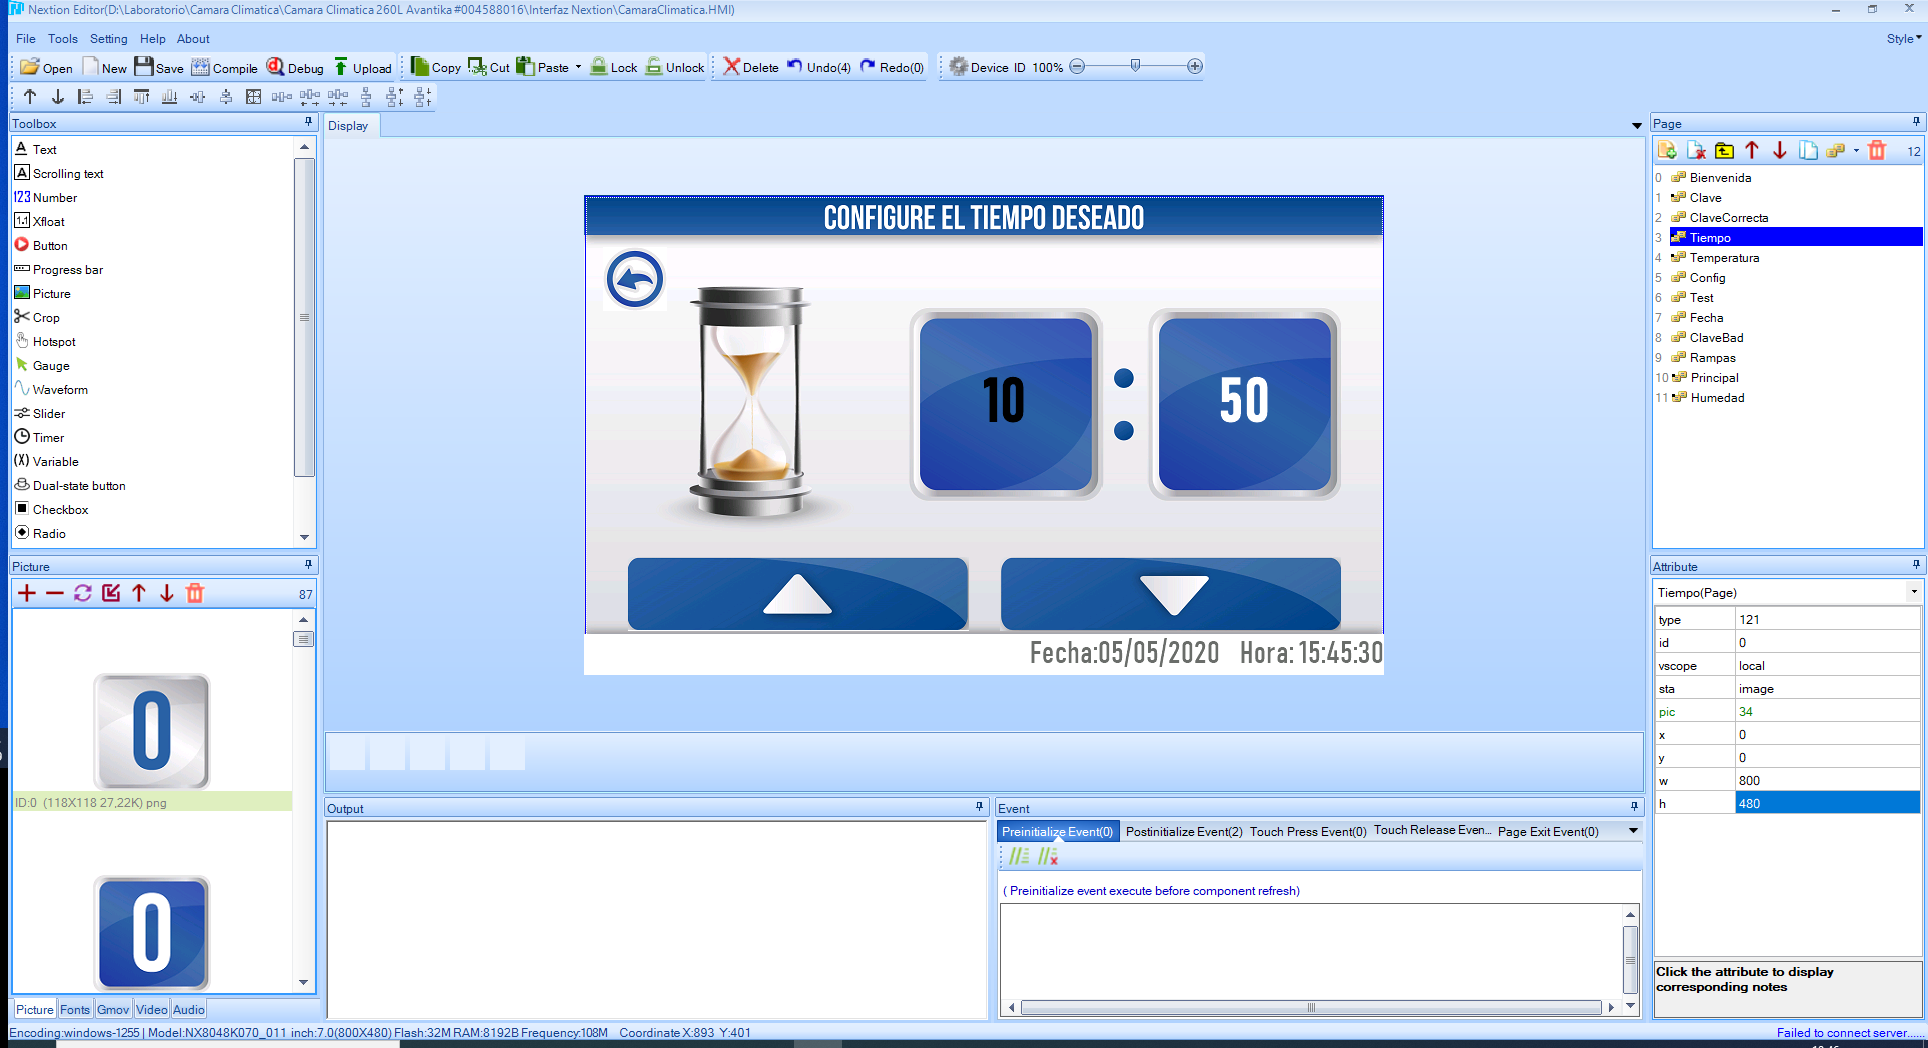 Nextion Editor(D:\Laboratorio\Camara Climatica\Camara Climatica 260L Avantika #004588016\Interfaz Nextion\CamaraClimatica.HMI)
File Tools Setting Help About
Style
Open New Save Compile Debug Upload Copy Cut Paste Lock Unlock Delete Undo(4) Redo(0) Device ID 100%
Toolbox
Text
Scrolling text
123 Number
1.1 Xfloat
Button
Progress bar
Picture
Crop
Hotspot
Gauge
Waveform
Slider
Timer
(X) Variable
Dual-state button
Checkbox
Radio
Picture
87
0
ID:0 (118X118 27,22K) png
0
Picture Fonts Gmov Video Audio
Display
CONFIGURE EL TIEMPO DESEADO
10 : 50
Fecha:05/05/2020 Hora: 15:45:30
Output
Event
Preinitialize Event(0) Postinitialize Event(2) Touch Press Event(0) Touch Release Even... Page Exit Event(0)
( Preinitialize event execute before component refresh)
Page
12
0 Bienvenida
1 Clave
2 ClaveCorrecta
3 Tiempo
4 Temperatura
5 Config
6 Test
7 Fecha
8 ClaveBad
9 Rampas
10 Principal
11 Humedad
Attribute
Tiempo(Page)
type 121
id 0
vscope local
sta image
pic 34
x 0
y 0
w 800
h 480
Click the attribute to display
corresponding notes
Encoding:windows-1255 | Model:NX8048K070_011 inch:7.0(800X480) Flash:32M RAM:8192B Frequency:108M Coordinate X:893 Y:401
Failed to connect server......